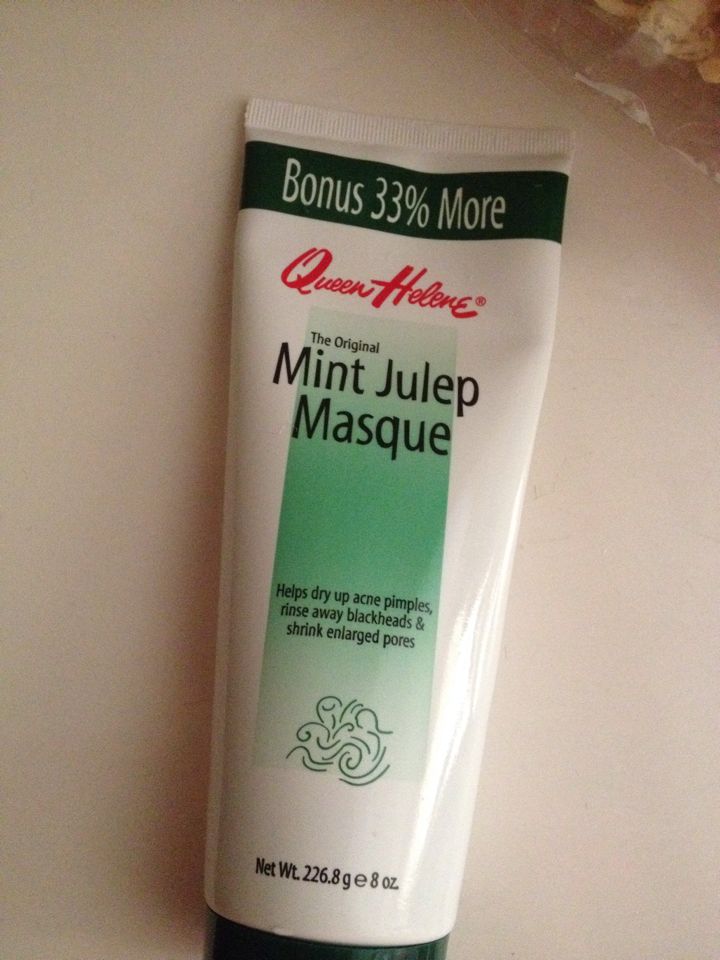 Bonus 33% More
Queen Helene®
The Original
Mint Julep
Masque
Helps dry up acne pimples,
rinse away blackheads &
shrink enlarged pores
Net Wt. 226.8 g e 8 oz.